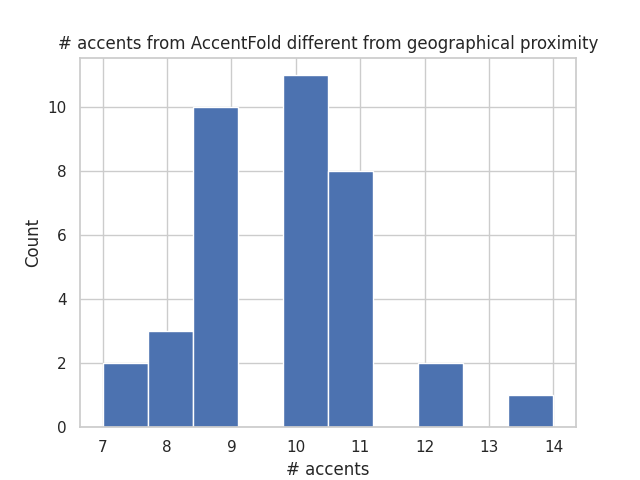 # accents from AccentFold different from geographical proximity
10
8
6
4
2
0
Count
7 8 9 10 11 12 13 14
# accents